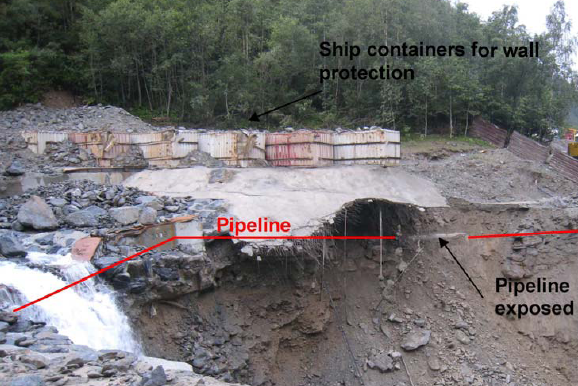 Ship containers for wall
protection
Pipeline
Pipeline
exposed